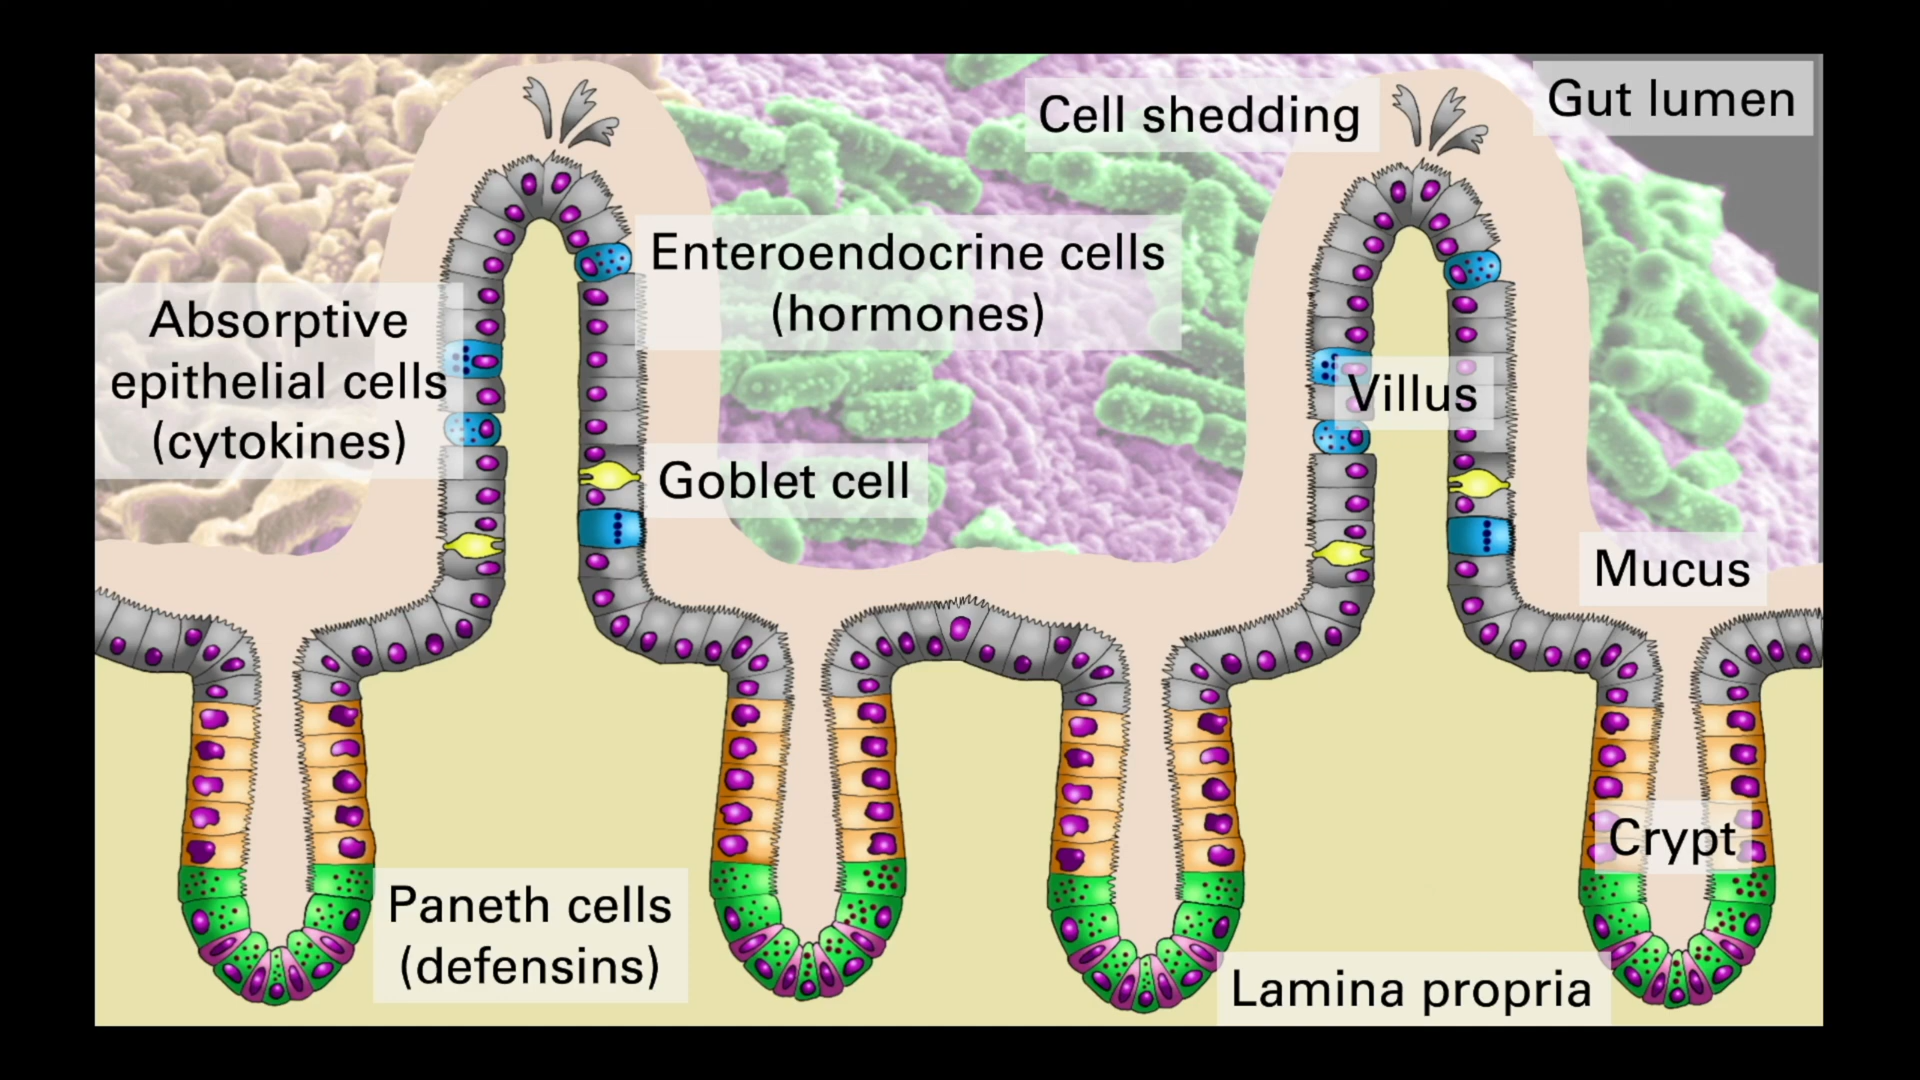 Gut lumen
Cell shedding
Enteroendocrine cells
(hormones)
Absorptive
epithelial cells
(cytokines)
Villus
Goblet cell
Mucus
Crypt
Paneth cells
(defensins)
Lamina propria